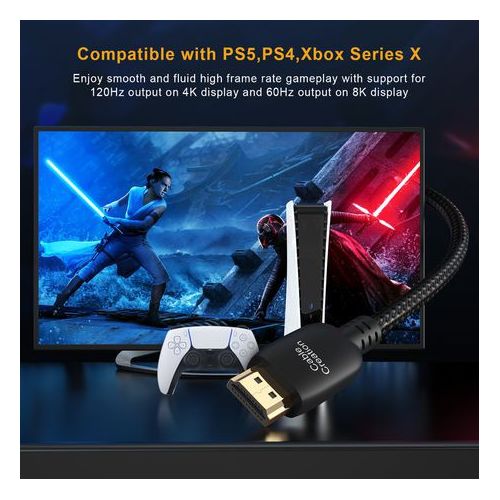 Compatible with PS5,PS4,Xbox Series X
Enjoy smooth and fluid high frame rate gameplay with support for
120Hz output on 4K display and 60Hz output on 8K display
Cable
Creation